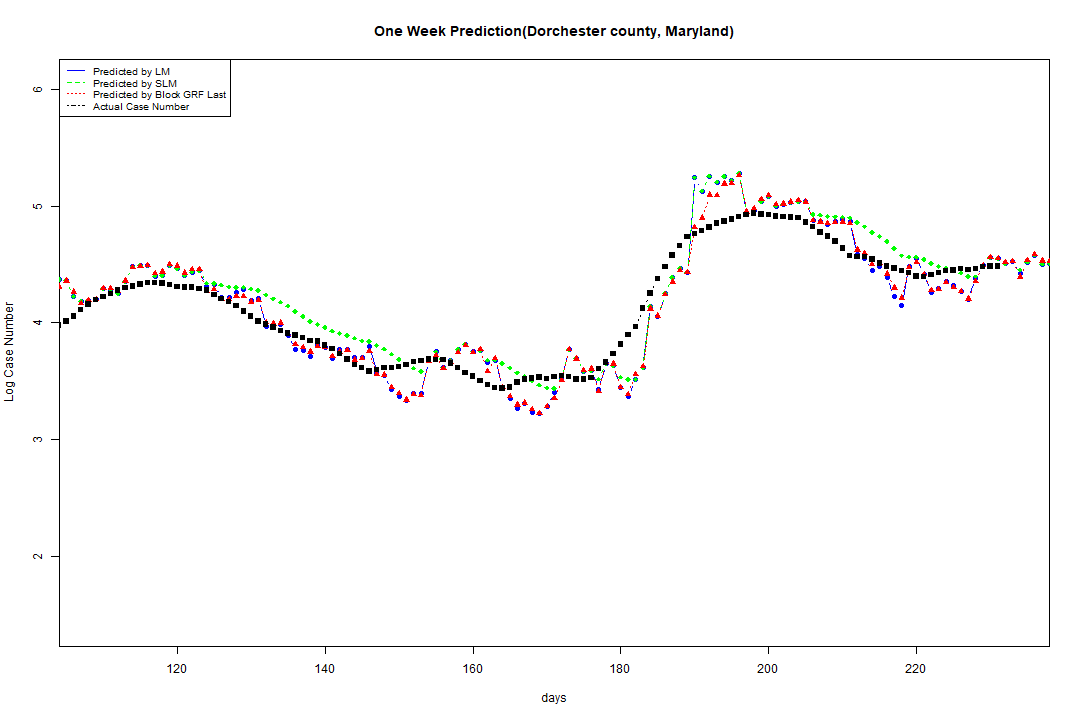 One Week Prediction(Dorchester county, Maryland)
Predicted by LM
Predicted by SLM
Predicted by Block GRF Last
Actual Case Number
6
5
4
3
2
Log Case Number
120 140 160 180 200 220
days